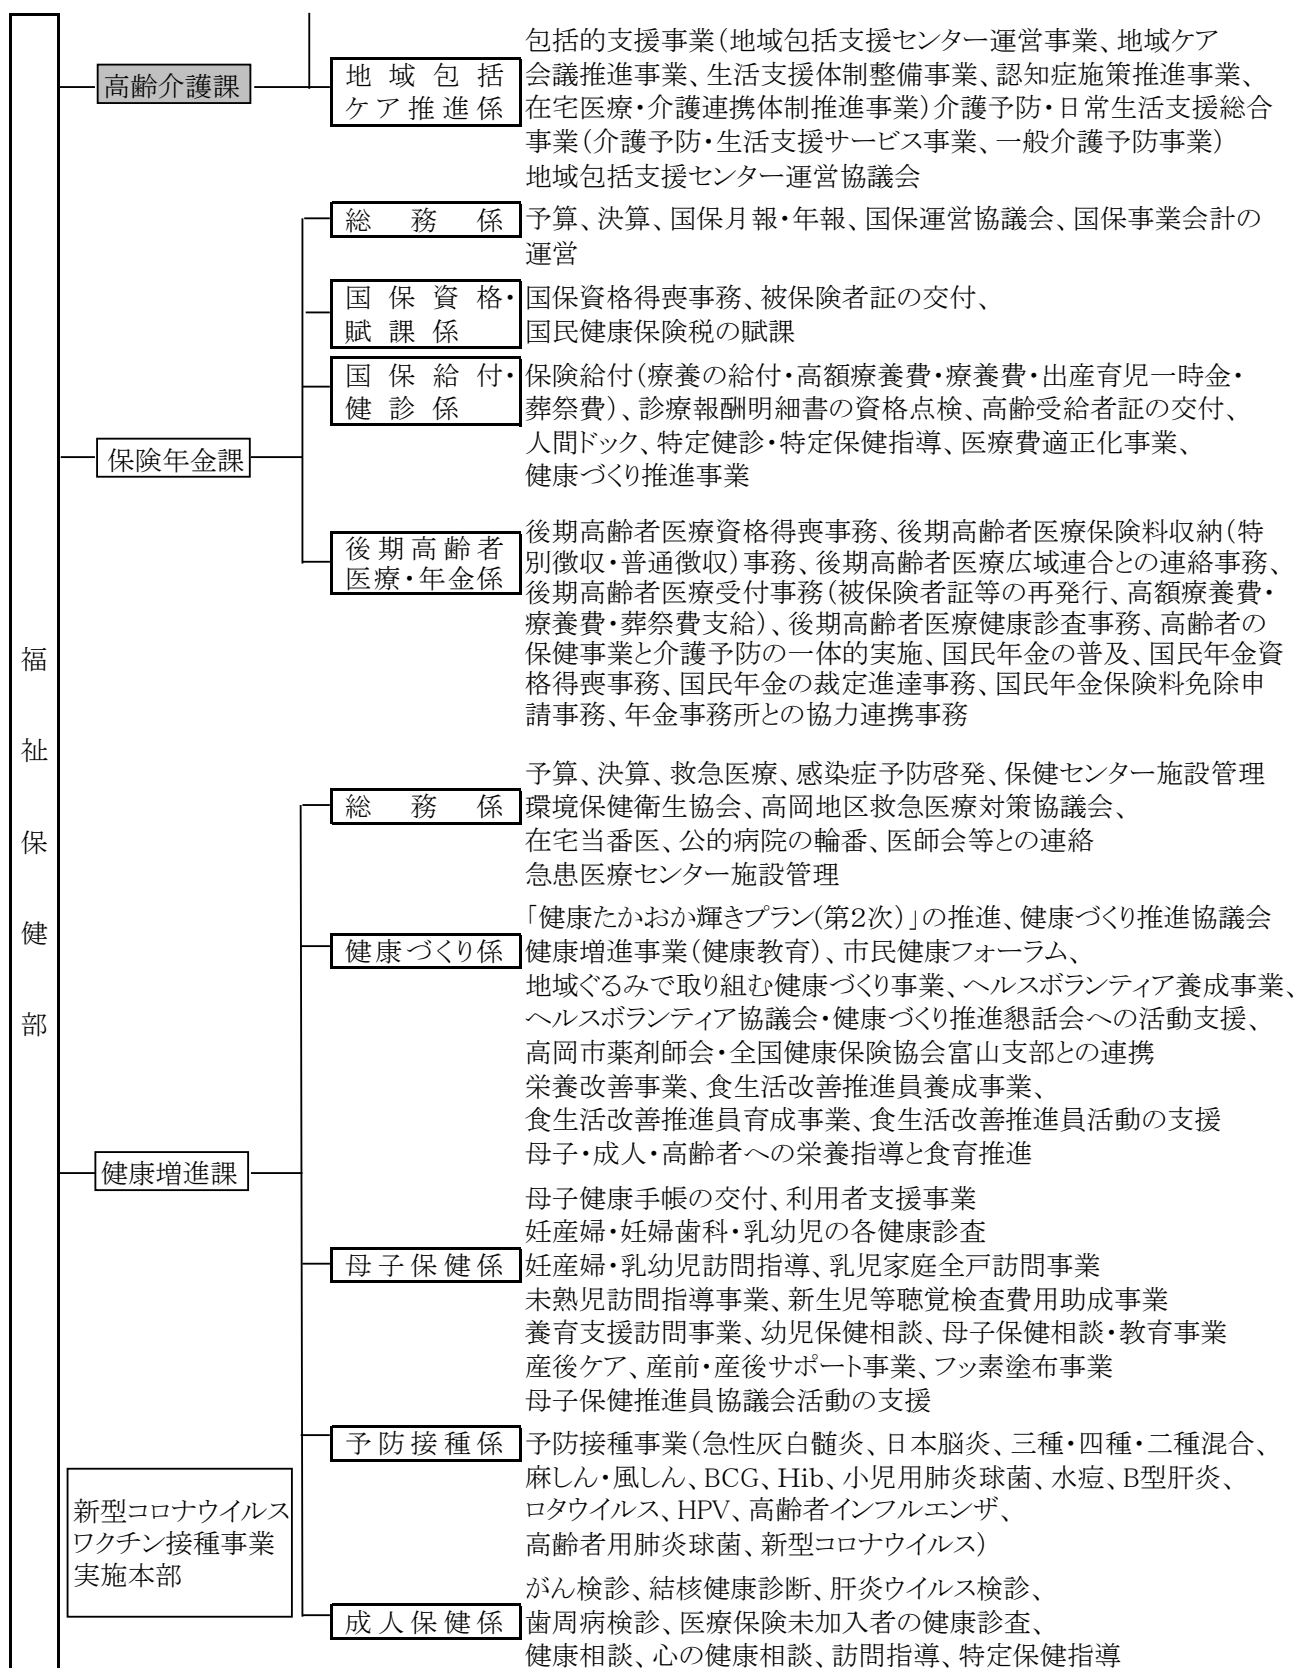 福祉保健部
高齢介護課
地域包括
ケア推進係
包括的支援事業(地域包括支援センター運営事業、地域ケア
会議推進事業、生活支援体制整備事業、認知症施策推進事業、
在宅医療・介護連携体制推進事業)介護予防・日常生活支援総合
事業(介護予防・生活支援サービス事業、一般介護予防事業)
地域包括支援センター運営協議会
保険年金課
総務係
予算、決算、国保月報・年報、国保運営協議会、国保事業会計の
運営
国保資格・
賦課係
国保資格得喪事務、被保険者証の交付、
国民健康保険税の賦課
国保給付・
健診係
保険給付(療養の給付・高額療養費・療養費・出産育児一時金・
葬祭費)、診療報酬明細書の資格点検、高齢受給者証の交付、
人間ドック、特定健診・特定保健指導、医療費適正化事業、
健康づくり推進事業
後期高齢者
医療・年金係
後期高齢者医療資格得喪事務、後期高齢者医療保険料収納(特
別徴収・普通徴収)事務、後期高齢者医療広域連合との連絡事務、
後期高齢者医療受付事務(被保険者証等の再発行、高額療養費・
療養費・葬祭費支給)、後期高齢者医療健康診査事務、高齢者の
保健事業と介護予防の一体的実施、国民年金の普及、国民年金資
格得喪事務、国民年金の裁定進達事務、国民年金保険料免除申
請事務、年金事務所との協力連携事務
健康増進課
総務係
予算、決算、救急医療、感染症予防啓発、保健センター施設管理
環境保健衛生協会、高岡地区救急医療対策協議会、
在宅当番医、公的病院の輪番、医師会等との連絡
急患医療センター施設管理
健康づくり係
「健康たかおか輝きプラン(第2次)」の推進、健康づくり推進協議会
健康増進事業(健康教育)、市民健康フォーラム、
地域ぐるみで取り組む健康づくり事業、ヘルスボランティア養成事業、
ヘルスボランティア協議会・健康づくり推進懇話会への活動支援、
高岡市薬剤師会・全国健康保険協会富山支部との連携
栄養改善事業、食生活改善推進員養成事業、
食生活改善推進員育成事業、食生活改善推進員活動の支援
母子・成人・高齢者への栄養指導と食育推進
母子保健係
母子健康手帳の交付、利用者支援事業
妊産婦・妊婦歯科・乳幼児の各健康診査
妊産婦・乳幼児訪問指導、乳児家庭全戸訪問事業
未熟児訪問指導事業、新生児等聴覚検査費用助成事業
養育支援訪問事業、幼児保健相談、母子保健相談・教育事業
産後ケア、産前・産後サポート事業、フッ素塗布事業
母子保健推進員協議会活動の支援
予防接種係
予防接種事業(急性灰白髄炎、日本脳炎、三種・四種・二種混合、
麻しん・風しん、BCG、Hib、小児用肺炎球菌、水痘、B型肝炎、
ロタウイルス、HPV、高齢者インフルエンザ、
高齢者用肺炎球菌、新型コロナウイルス)
新型コロナウイルス
ワクチン接種事業
実施本部
成人保健係
がん検診、結核健康診断、肝炎ウイルス検診、
歯周病検診、医療保険未加入者の健康診査、
健康相談、心の健康相談、訪問指導、特定保健指導